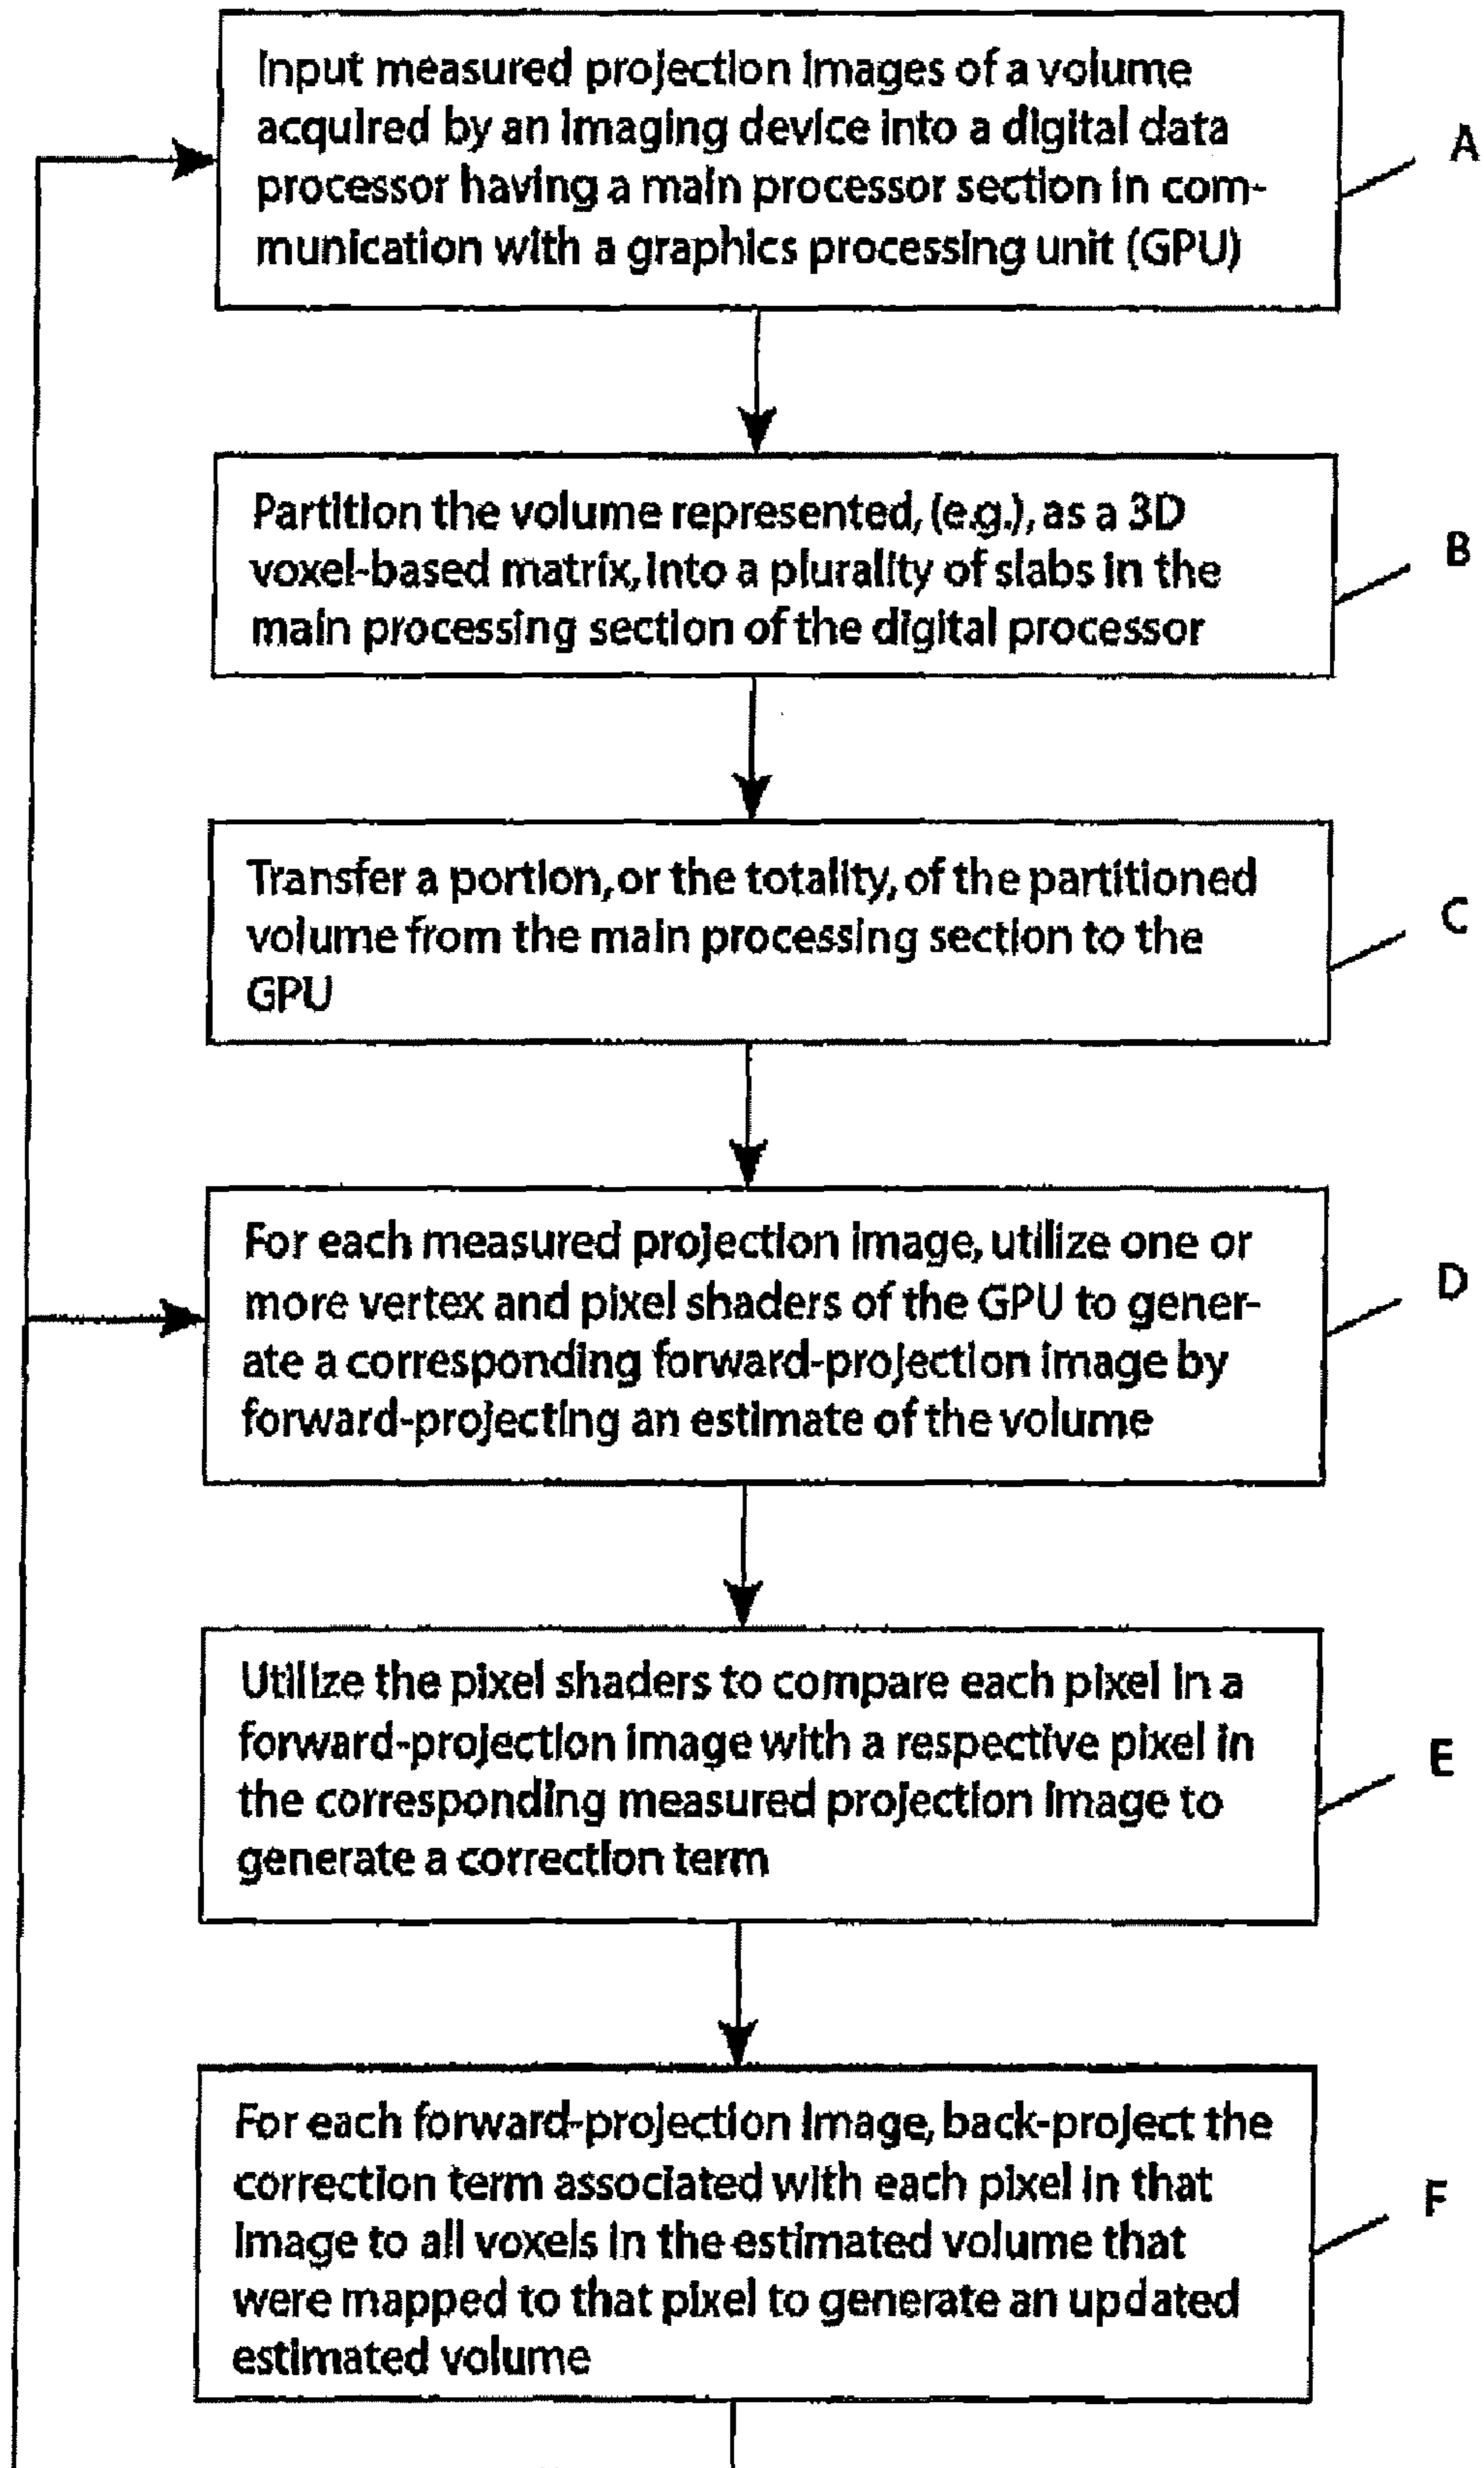 Input measured projection images of a volume
acquired by an imaging device into a digital data
processor having a main processor section in com-
munication with a graphics processing unit (GPU)
A
Partition the volume represented, (e.g.), as a 3D
voxel-based matrix, into a plurality of slabs in the
main processing section of the digital processor
B
Transfer a portion, or the totality, of the partitioned
volume from the main processing section to the
GPU
C
For each measured projection image, utilize one or
more vertex and pixel shaders of the GPU to gener-
ate a corresponding forward-projection image by
forward-projecting an estimate of the volume
D
Utilize the pixel shaders to compare each pixel in a
forward-projection image with a respective pixel in
the corresponding measured projection image to
generate a correction term
E
For each forward-projection image, back-project the
correction term associated with each pixel in that
image to all voxels in the estimated volume that
were mapped to that pixel to generate an updated
estimated volume
F